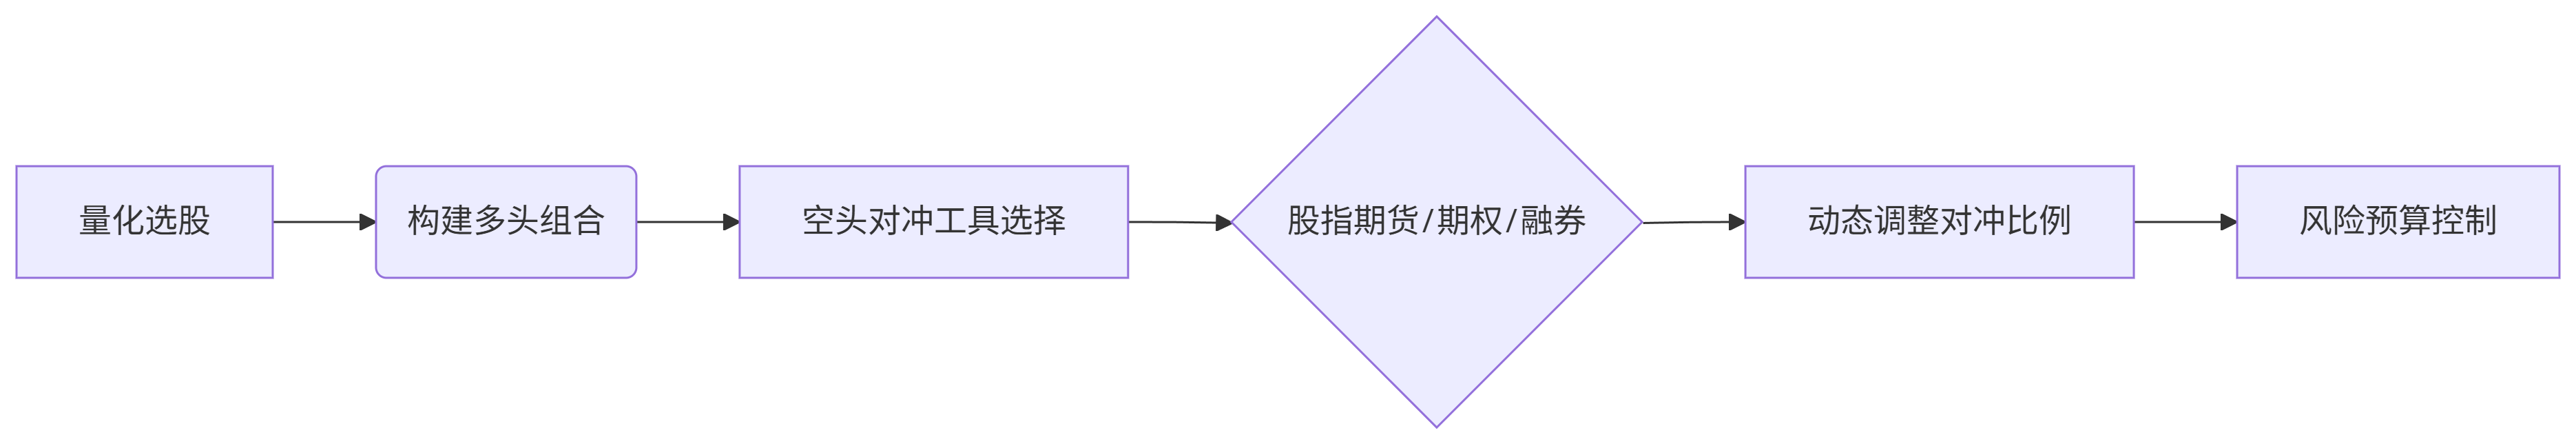 量化选股
构建多头组合
空头对冲工具选择
股指期货/期权/融券
动态调整对冲比例
风险预算控制